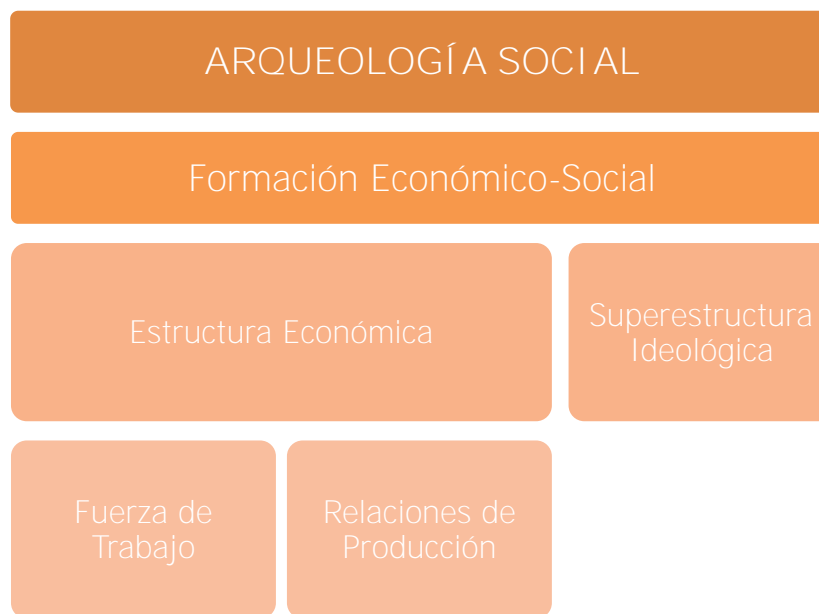 ARQUEOLOGÍA SOCIAL
Formación Económico-Social
Estructura Económica
Superestructura
Ideológica
Fuerza de
Trabajo
Relaciones de
Producción